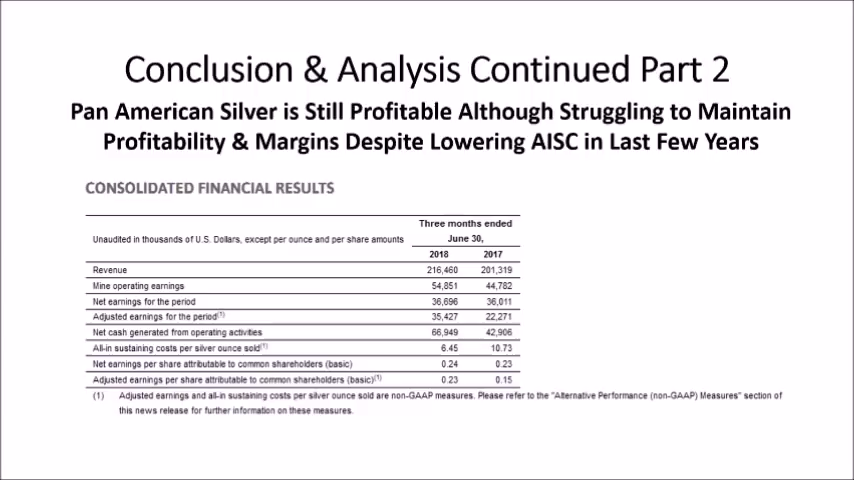 Conclusion & Analysis Continued Part 2
Pan American Silver is Still Profitable Although Struggling to Maintain
Profitability & Margins Despite Lowering AISC in Last Few Years
CONSOLIDATED FINANCIAL RESULTS
Three months ended
Unaudited in thousands of U.S. Dollars, except per ounce and per share amounts June 30,
2018 2017
Revenue 216,460 201,319
Mine operating earnings 54,851 44,782
Net earnings for the period 36,696 36,011
Adjusted earnings for the period(1) 35,427 22,271
Net cash generated from operating activities 66,949 42,906
All-in sustaining costs per silver ounce sold(1) 6.45 10.73
Net earnings per share attributable to common shareholders (basic) 0.24 0.23
Adjusted earnings per share attributable to common shareholders (basic)(1) 0.23 0.15
(1) Adjusted earnings and all-in sustaining costs per silver ounce sold are non-GAAP measures. Please refer to the "Alternative Performance (non-GAAP) Measures" section of
this news release for further information on these measures.